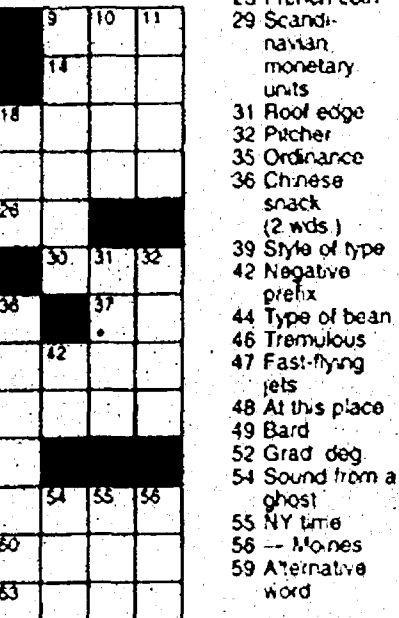 9 10 11
14
18
26
30 31 32
36 37
42
54 55 56
60
63
29 Scandi-
navian
monetary
units
31 Roof edge
32 Pitcher
35 Ordinance
36 Chinese
snack
(2 wds.)
39 Style of type
42 Negative
prefix
44 Type of bean
46 Tremulous
47 Fast-flying
jets
48 At this place
49 Bard
52 Grad deg.
54 Sound from a
ghost
55 NY time
56 — Moines
59 Alternative
word